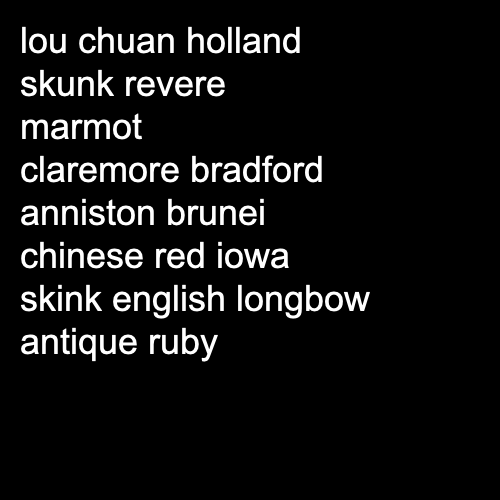 lou chuan holland
skunk revere
marmot
claremore bradford
anniston brunei
chinese red iowa
skink english longbow
antique ruby